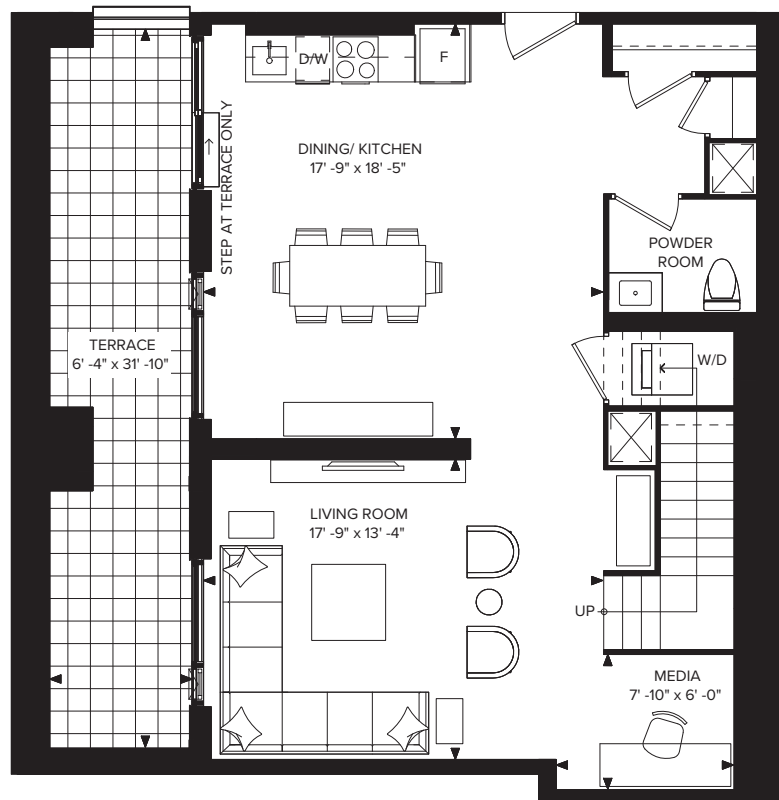 D/W
F
STEP AT TERRACE ONLY
DINING/ KITCHEN
17' -9" x 18' -5"
POWDER
ROOM
TERRACE
6' -4" x 31' -10"
W/D
LIVING ROOM
17' -9" x 13' -4"
UP
MEDIA
7' -10" x 6' -0"